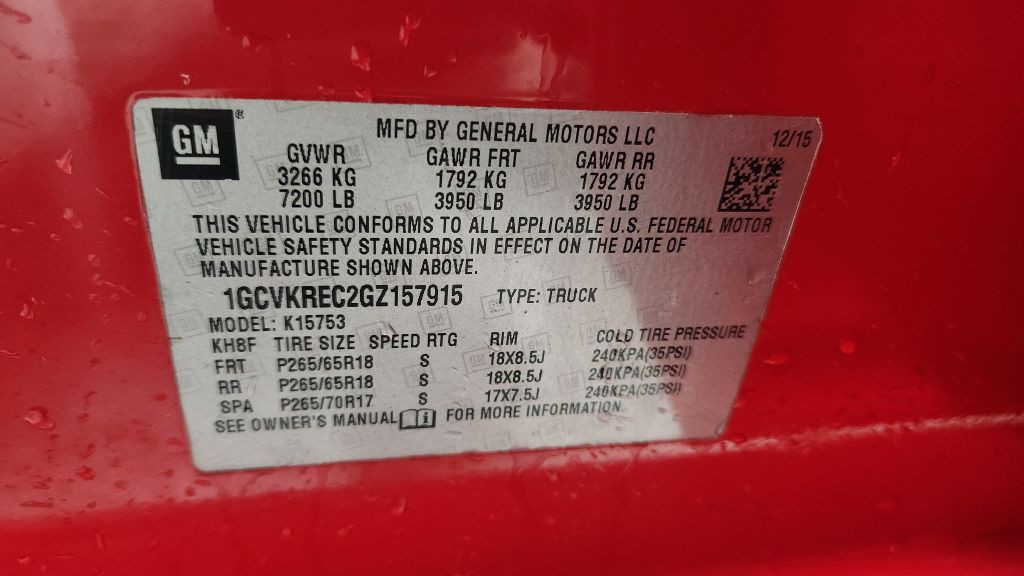 GM®
MFD BY GENERAL MOTORS LLC 12/15
GVWR GAWR FRT GAWR RR
3266 KG 1792 KG 1792 KG
7200 LB 3950 LB 3950 LB
THIS VEHICLE CONFORMS TO ALL APPLICABLE U.S. FEDERAL MOTOR
VEHICLE SAFETY STANDARDS IN EFFECT ON THE DATE OF
MANUFACTURE SHOWN ABOVE.
1GCVKREC2GZ157915 TYPE: TRUCK
MODEL: K15753
KH8F TIRE SIZE SPEED RTG RIM COLD TIRE PRESSURE
FRT P265/65R18 S 18X8.5J 240KPA(35PSI)
RR P265/65R18 S 18X8.5J 240KPA(35PSI)
SPA P265/70R17 S 17X7.5J 240KPA(35PSI)
SEE OWNER'S MANUAL FOR MORE INFORMATION.